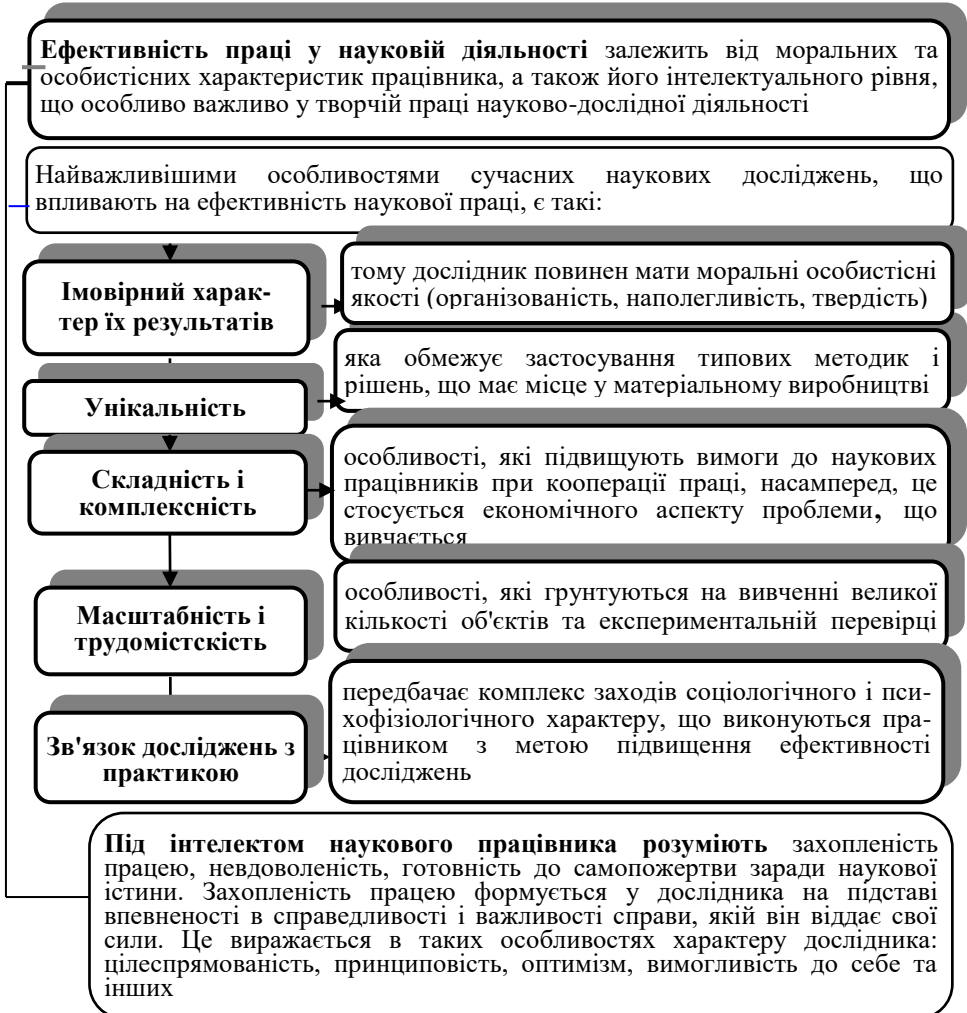 Ефективність праці у науковій діяльності залежить від моральних та
особистісних характеристик працівника, а також його інтелектуального рівня,
що особливо важливо у творчій праці науково-дослідної діяльності
Найважливішими особливостями сучасних наукових досліджень, що
впливають на ефективність наукової праці, є такі:
Імовірний харак-
тер їх результатів
тому дослідник повинен мати моральні особистісні
якості (організованість, наполегливість, твердість)
Унікальність
яка обмежує застосування типових методик і
рішень, що має місце у матеріальному виробництві
Складність і
комплексність
особливості, які підвищують вимоги до наукових
працівників при кооперації праці, насамперед, це
стосується економічного аспекту проблеми, що
вивчається
Масштабність і
трудомістскість
особливості, які грунтуються на вивченні великої
кількості об'єктів та експериментальній перевірці
Зв'язок досліджень з
практикою
передбачає комплекс заходів соціологічного і пси-
хофізіологічного характеру, що виконуються пра-
цівником з метою підвищення ефективності
досліджень
Під інтелектом наукового працівника розуміють захопленість
працею, невдоволеність, готовність до самопожертви заради наукової
істини. Захопленість працею формується у дослідника на підставі
впевненості в справедливості і важливості справи, якій він віддає свої
сили. Це виражається в таких особливостях характеру дослідника:
цілеспрямованість, принциповість, оптимізм, вимогливість до себе та
інших